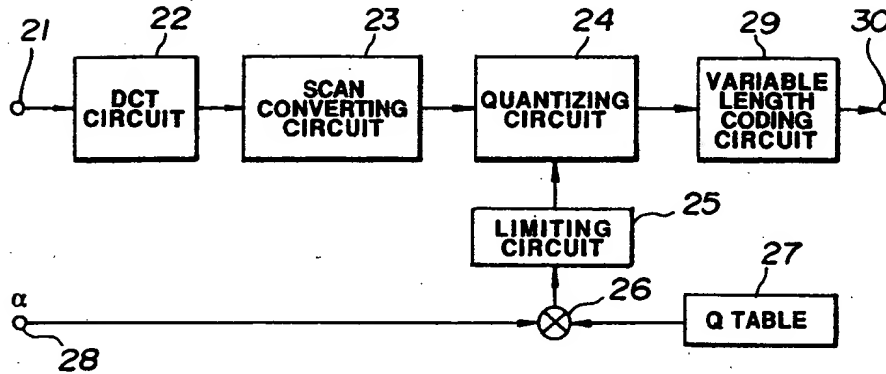 21
22
23
24
29
30
DCT
CIRCUIT
SCAN
CONVERTING
CIRCUIT
QUANTIZING
CIRCUIT
VARIABLE
LENGTH
CODING
CIRCUIT
LIMITING
CIRCUIT
25
α
28
26
27
Q TABLE